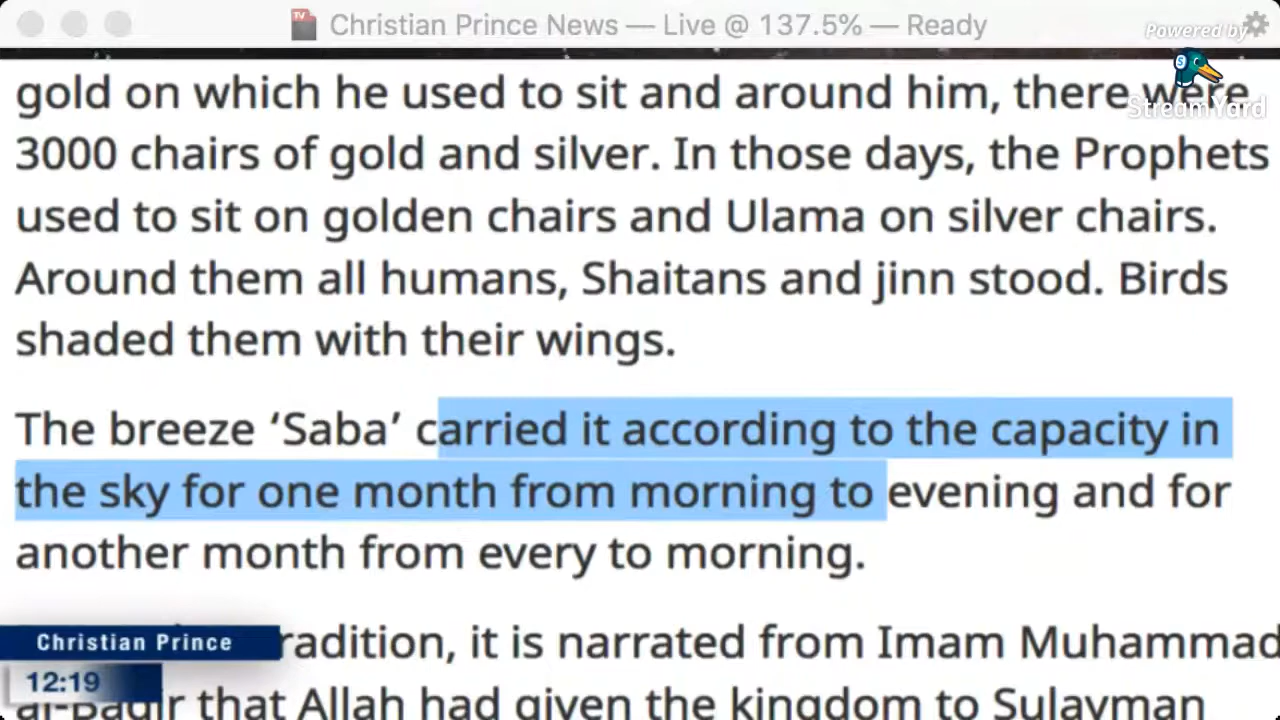 Christian Prince News — Live @ 137.5% — Ready
Powered by
StreamYard
gold on which he used to sit and around him, there were
3000 chairs of gold and silver. In those days, the Prophets
used to sit on golden chairs and Ulama on silver chairs.
Around them all humans, Shaitans and jinn stood. Birds
shaded them with their wings.
The breeze ‘Saba’ carried it according to the capacity in
the sky for one month from morning to evening and for
another month from every to morning.
radition, it is narrated from Imam Muhammad
al-Baqir that Allah had given the kingdom to Sulayman
Christian Prince
12:19